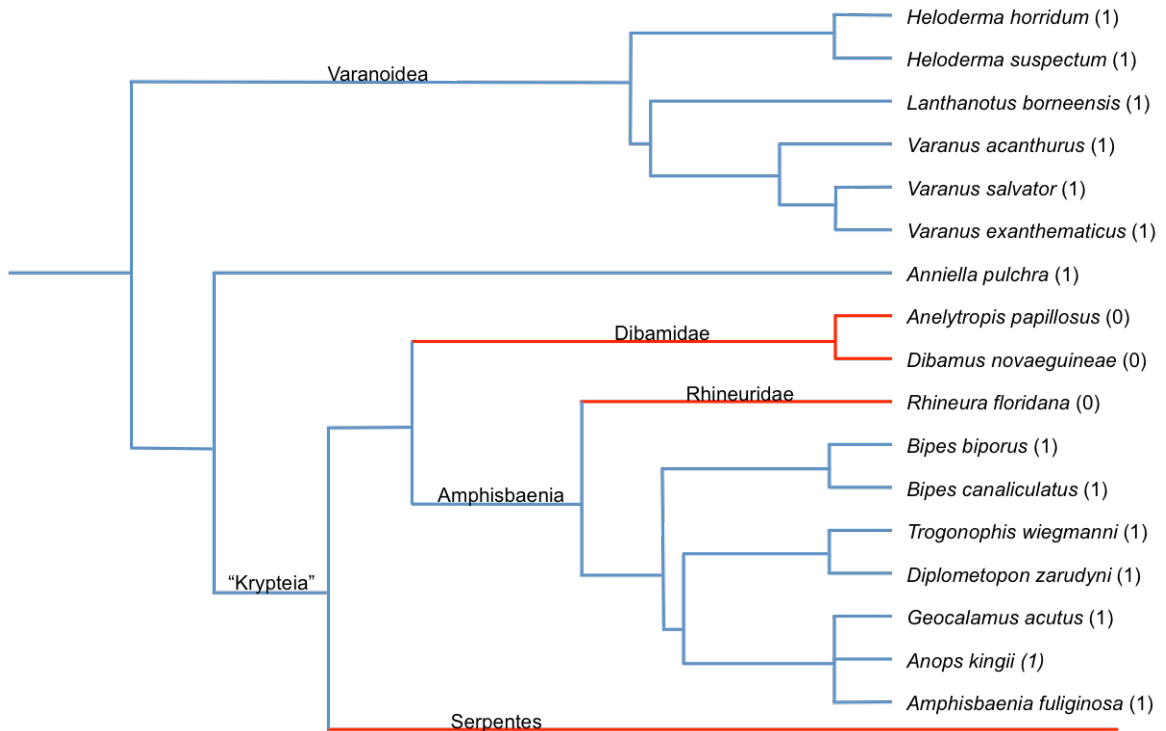 Heloderma horridum (1)
Varanoidea
Heloderma suspectum (1)
Lanthanotus borneensis (1)
Varanus acanthurus (1)
Varanus salvator (1)
Varanus exanthematicus (1)
Anniella pulchra (1)
Anelytropis papillosus (0)
Dibamidae
Dibamus novaeguineae (0)
Rhineuridae
Rhineura floridana (0)
Bipes biporus (1)
Amphisbaenia
Bipes canaliculatus (1)
Trogonophis wiegmanni (1)
Diplometopon zarudyni (1)
“Krypteia”
Geocalamus acutus (1)
Anops kingii (1)
Amphisbaenia fuliginosa (1)
Serpentes